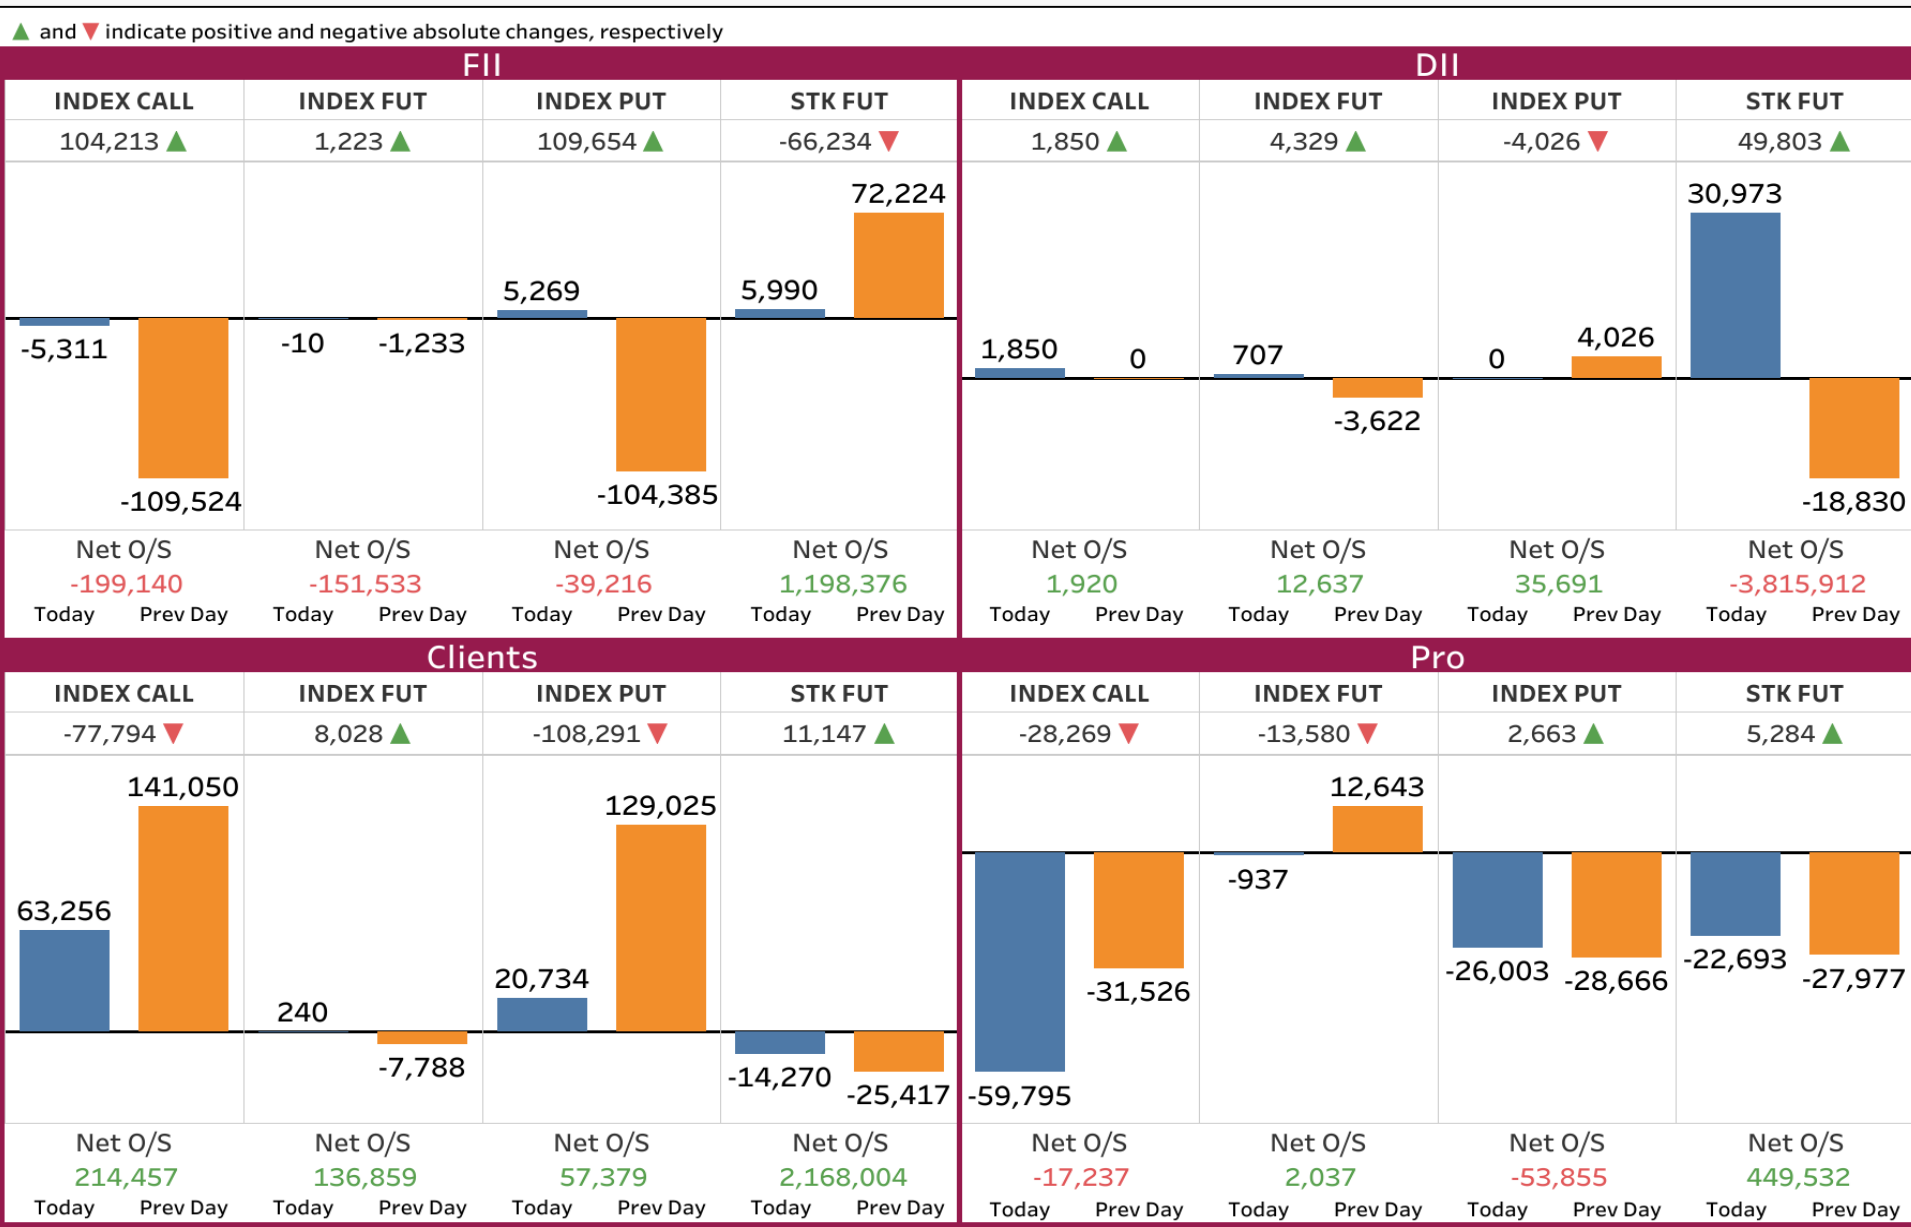 ▲ and ▼ indicate positive and negative absolute changes, respectively
FII
INDEX CALL INDEX FUT INDEX PUT STK FUT
104,213 ▲ 1,223 ▲ 109,654 ▲ -66,234 ▼
72,224
5,269 5,990
-5,311 -10 -1,233
-109,524 -104,385
Net O/S Net O/S Net O/S Net O/S
-199,140 -151,533 -39,216 1,198,376
Today Prev Day Today Prev Day Today Prev Day Today Prev Day
DII
INDEX CALL INDEX FUT INDEX PUT STK FUT
1,850 ▲ 4,329 ▲ -4,026 ▼ 49,803 ▲
30,973
1,850 0 707 0 4,026
-3,622
-18,830
Net O/S Net O/S Net O/S Net O/S
1,920 12,637 35,691 -3,815,912
Today Prev Day Today Prev Day Today Prev Day Today Prev Day
Clients
INDEX CALL INDEX FUT INDEX PUT STK FUT
-77,794 ▼ 8,028 ▲ -108,291 ▼ 11,147 ▲
141,050 129,025
63,256
240 20,734
-7,788 -14,270 -25,417
Net O/S Net O/S Net O/S Net O/S
214,457 136,859 57,379 2,168,004
Today Prev Day Today Prev Day Today Prev Day Today Prev Day
Pro
INDEX CALL INDEX FUT INDEX PUT STK FUT
-28,269 ▼ -13,580 ▼ 2,663 ▲ 5,284 ▲
12,643
-937
-31,526 -26,003 -28,666 -22,693 -27,977
-59,795
Net O/S Net O/S Net O/S Net O/S
-17,237 2,037 -53,855 449,532
Today Prev Day Today Prev Day Today Prev Day Today Prev Day